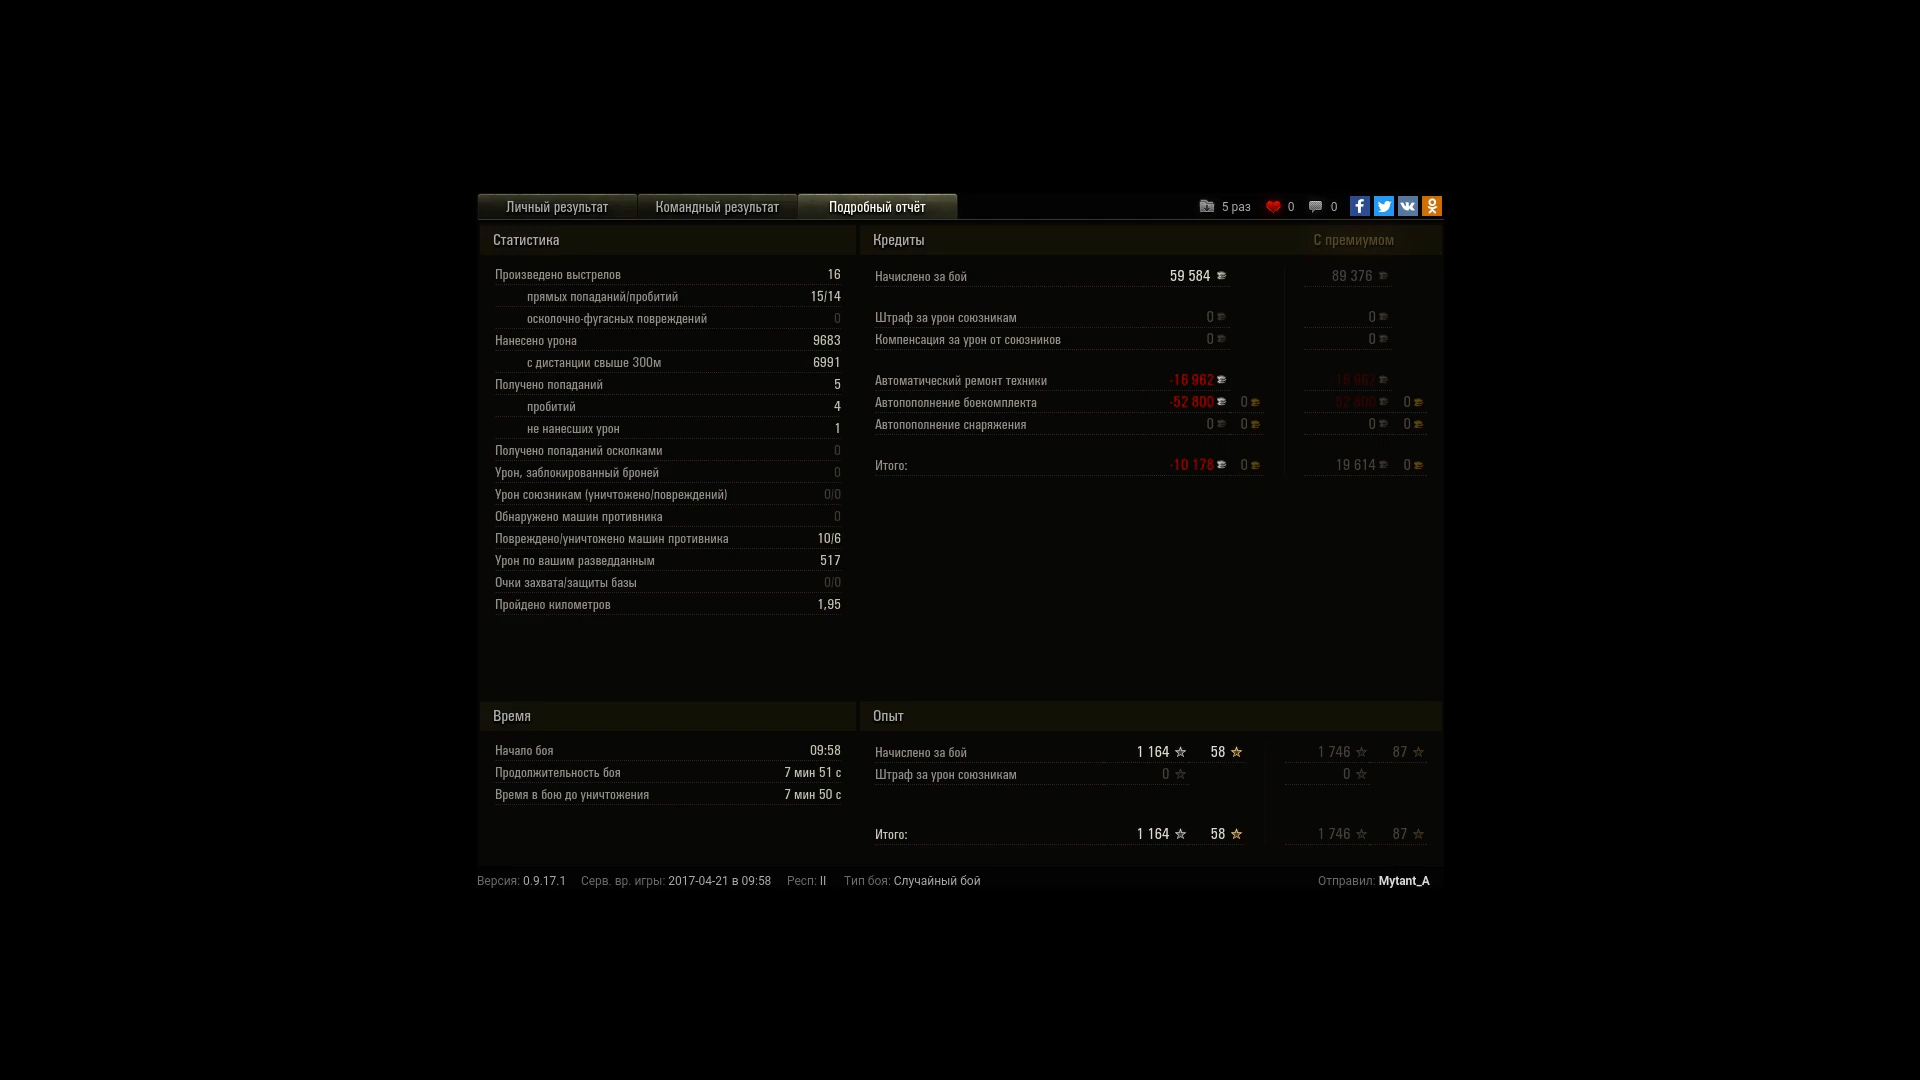 Личный результат Командный результат Подробный отчёт 5 раз 0 0
Статистика
Произведено выстрелов 16
прямых попаданий/пробитий 15/14
осколочно-фугасных повреждений 0
Нанесено урона 9683
с дистанции свыше 300м 6991
Получено попаданий 5
пробитий 4
не нанесших урон 1
Получено попаданий осколками 0
Урон, заблокированный броней 0
Урон союзникам (уничтожено/повреждений) 0/0
Обнаружено машин противника 0
Повреждено/уничтожено машин противника 10/6
Урон по вашим разведданным 517
Очки захвата/защиты базы 0/0
Пройдено километров 1,95
Кредиты С премиумом
Начислено за бой 59 584 89 376
Штраф за урон союзникам 0 0
Компенсация за урон от союзников 0 0
Автоматический ремонт техники -16 962 -16 962
Автопополнение боекомплекта -52 800 0 -52 800 0
Автопополнение снаряжения 0 0 0 0
Итого: -10 178 0 19 614 0
Время
Начало боя 09:58
Продолжительность боя 7 мин 51 с
Время в бою до уничтожения 7 мин 50 с
Опыт
Начислено за бой 1 164 58 1 746 87
Штраф за урон союзникам 0 0
Итого: 1 164 58 1 746 87
Версия: 0.9.17.1 Серв. вр. игры: 2017-04-21 в 09:58 Респ: II Тип боя: Случайный бой Отправил: Mytant_A